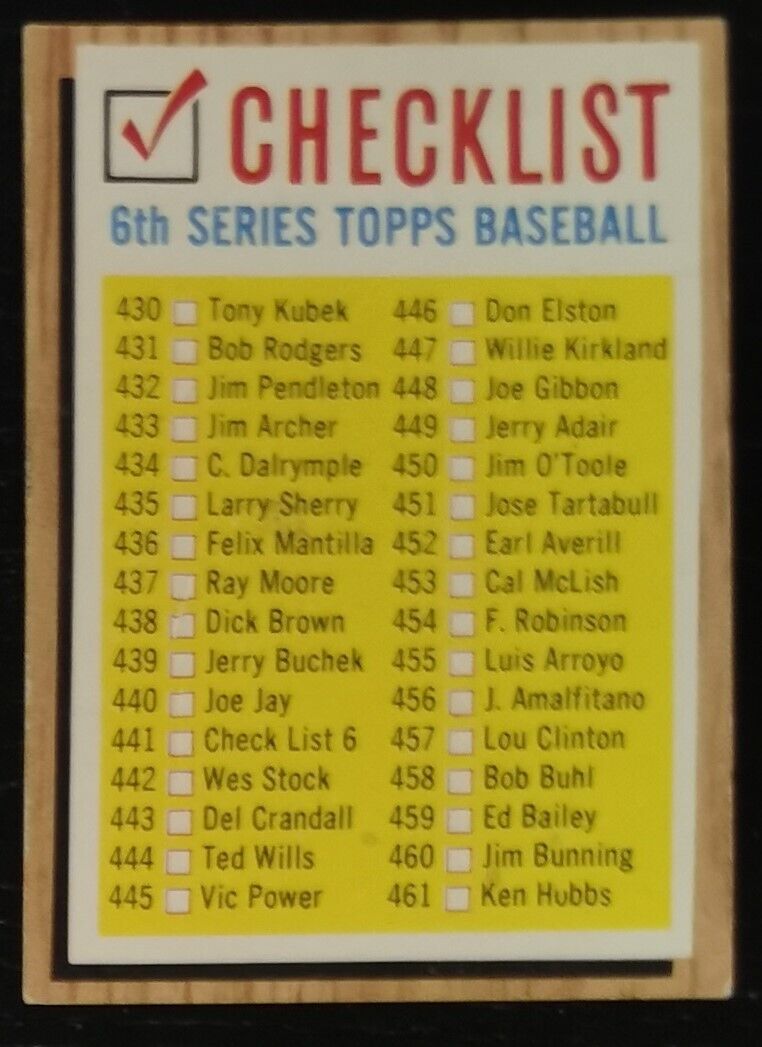 CHECKLIST
6th SERIES TOPPS BASEBALL
430 Tony Kubek
431 Bob Rodgers
432 Jim Pendleton
433 Jim Archer
434 C. Dalrymple
435 Larry Sherry
436 Felix Mantilla
437 Ray Moore
438 Dick Brown
439 Jerry Buchek
440 Joe Jay
441 Check List 6
442 Wes Stock
443 Del Crandall
444 Ted Wills
445 Vic Power
446 Don Elston
447 Willie Kirkland
448 Joe Gibbon
449 Jerry Adair
450 Jim O'Toole
451 Jose Tartabull
452 Earl Averill
453 Cal McLish
454 F. Robinson
455 Luis Arroyo
456 J. Amalfitano
457 Lou Clinton
458 Bob Buhl
459 Ed Bailey
460 Jim Bunning
461 Ken Hubbs